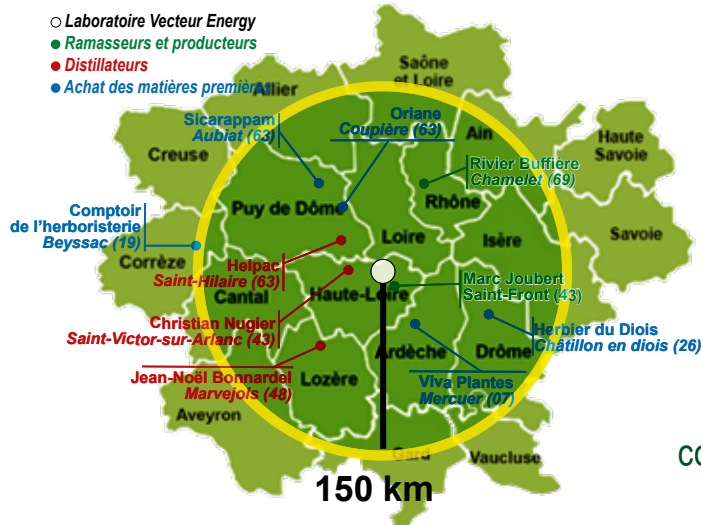 Laboratoire Vecteur Energy
Ramasseurs et producteurs
Distillateurs
Achat des matières premières
Saône
et Loire
Allier
Sicarappam
Aubiat (63)
Oriane
Coupière (63)
Ain
Haute
Savoie
Creuse
Rivier Buffière
Chamelet (69)
Puy de Dôme
Rhône
Comptoir
de l'herboristerie
Beyssac (19)
Loire
Isère
Savoie
Corrèze
Helpac
Saint-Hilaire (63)
Cantal
Haute-Loire
Marc Joubert
Saint-Front (43)
Christian Nugier
Saint-Victor-sur-Arlanc (43)
Herbier du Diois
Châtillon en diois (26)
Ardèche
Drôme
Jean-Noël Bonnardel
Marvejols (48)
Lozère
Viva Plantes
Mercuer (07)
Aveyron
Gard
Vaucluse
150 km